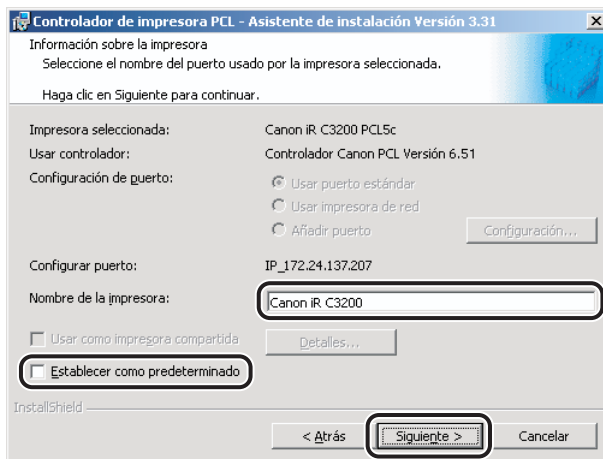 Controlador de impresora PCL - Asistente de instalación Versión 3.31
Información sobre la impresora
Seleccione el nombre del puerto usado por la impresora seleccionada.
Haga clic en Siguiente para continuar.
Impresora seleccionada: Canon iR C3200 PCL5c
Usar controlador: Controlador Canon PCL Versión 6.51
Configuración de puerto: Usar puerto estándar
Usar impresora de red
Añadir puerto Configuración...
Configurar puerto: IP_172.24.137.207
Nombre de la impresora: Canon iR C3200
Usar como impresora compartida Detalles...
Establecer como predeterminado
InstallShield
< Atrás Siguiente > Cancelar